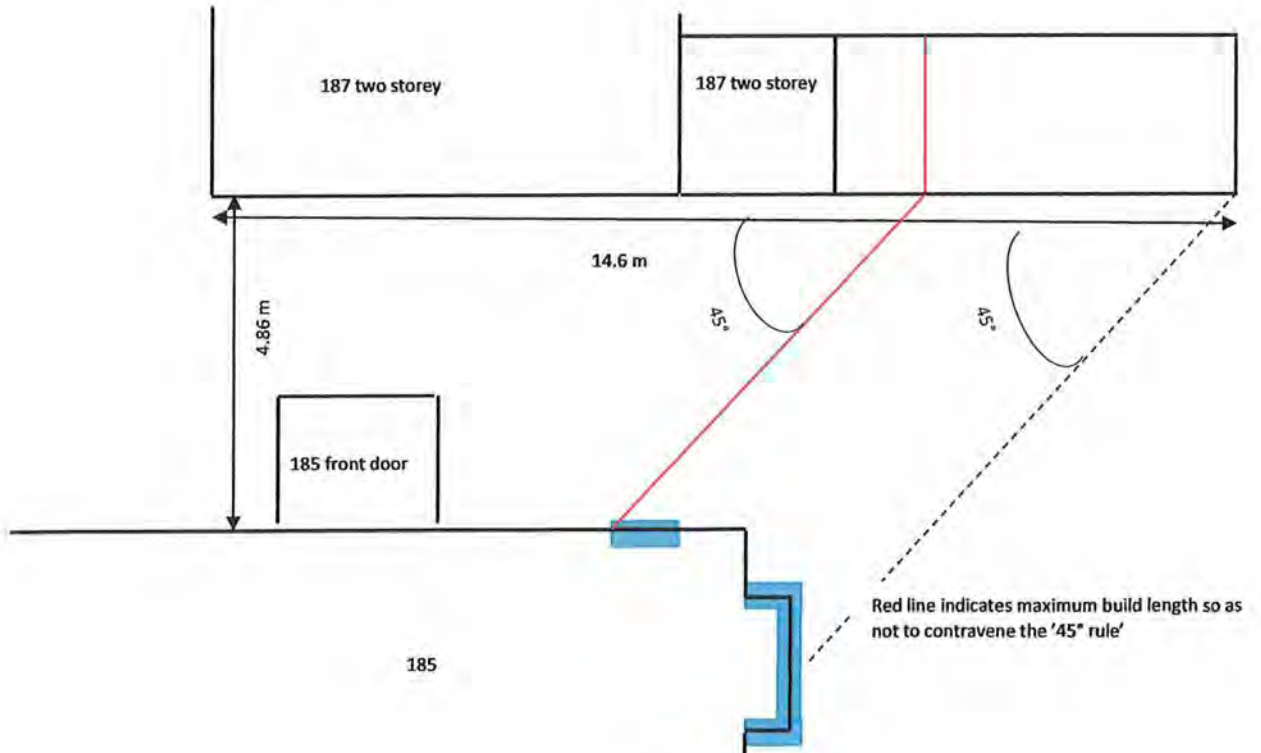 187 two storey
187 two storey
14.6 m
4.86 m
45°
45°
185 front door
Red line indicates maximum build length so as
not to contravene the '45° rule'
185